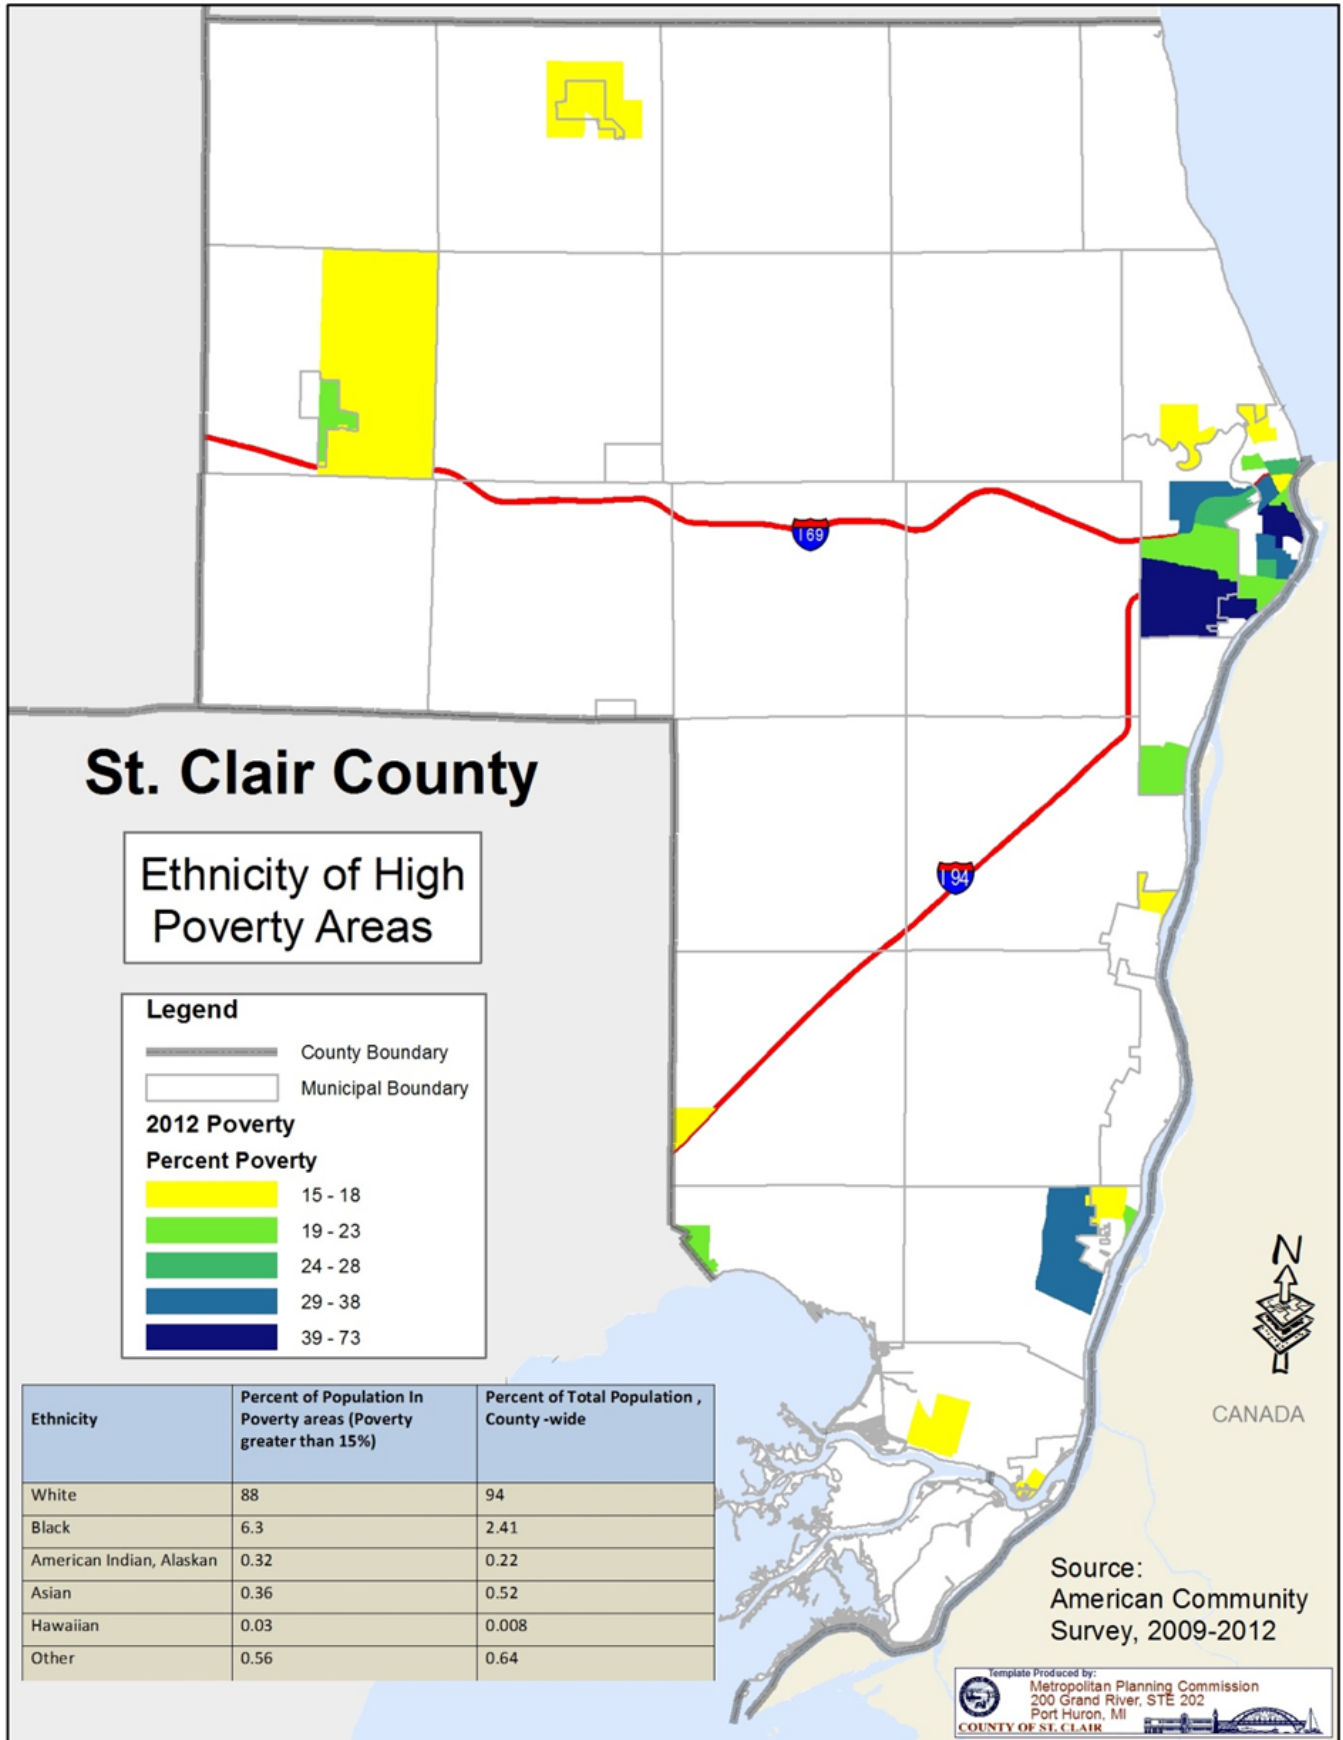 I 69
St. Clair County
Ethnicity of High
Poverty Areas
I 94
Legend
County Boundary
Municipal Boundary
2012 Poverty
Percent Poverty
15 - 18
19 - 23
24 - 28
29 - 38
39 - 73
N
CANADA
Ethnicity
Percent of Population In
Poverty areas (Poverty
greater than 15%)
Percent of Total Population ,
County -wide
White 88 94
Black 6.3 2.41
American Indian, Alaskan 0.32 0.22
Asian 0.36 0.52
Hawaiian 0.03 0.008
Other 0.56 0.64
Source:
American Community
Survey, 2009-2012
Template Produced by:
Metropolitan Planning Commission
200 Grand River, STE 202
Port Huron, MI
COUNTY OF ST. CLAIR